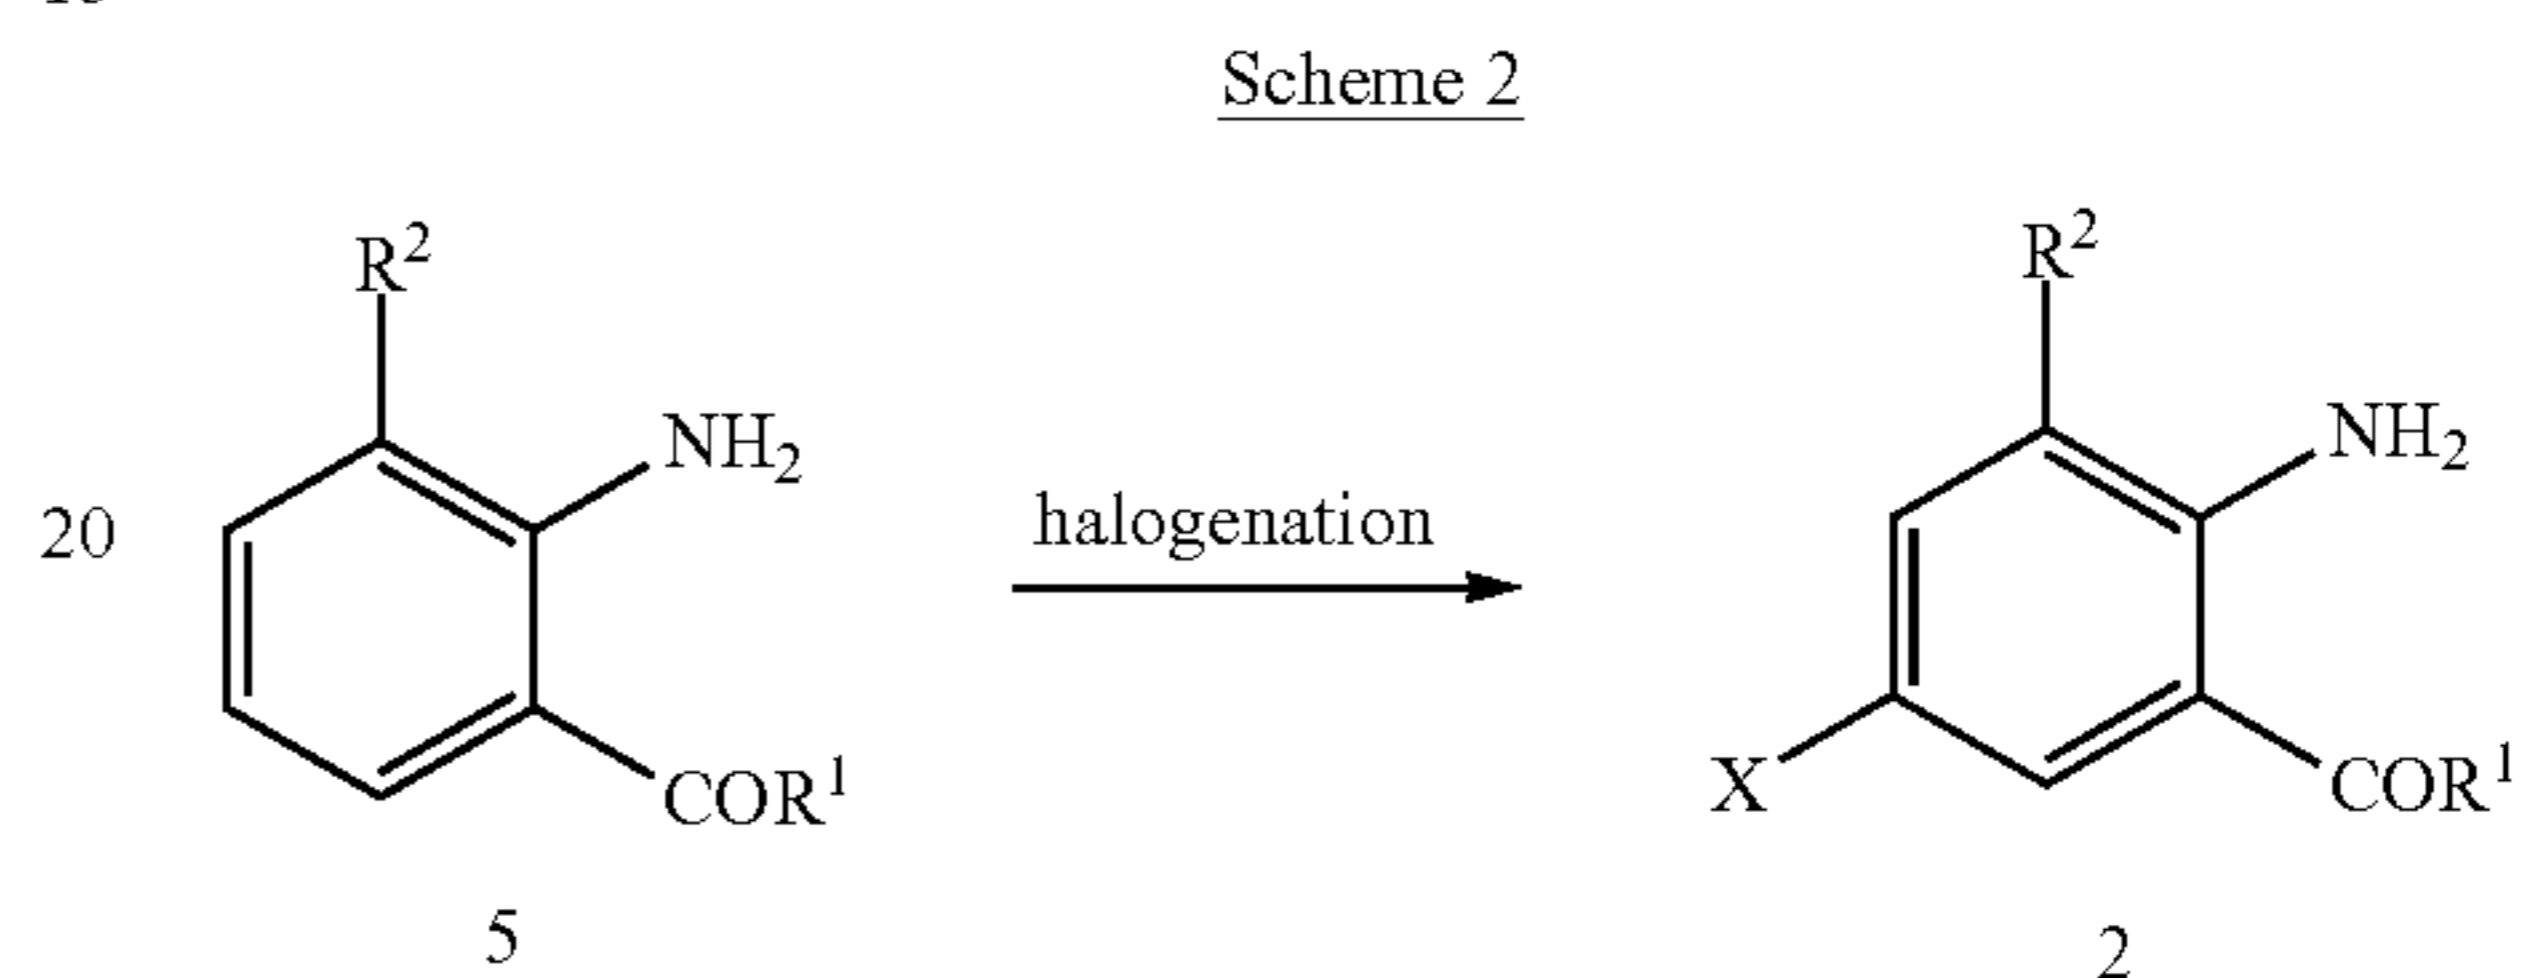 Scheme 2
R²
R²
NH₂
NH₂
20
halogenation
COR¹
X
COR¹
5
2